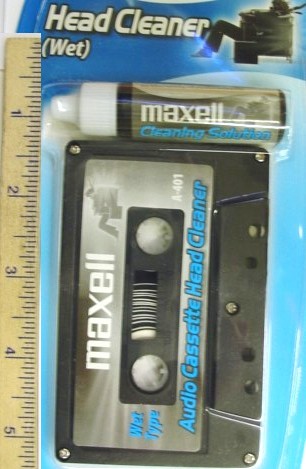 Head Cleaner
(Wet)
maxell
Cleaning Solution
maxell
A-401
Audio Cassette Head Cleaner
Wet
Type
1
2
3
4
5